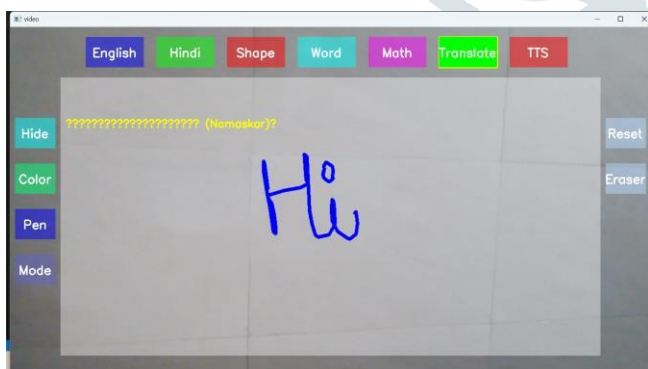 video
English Hindi Shape Word Math Translate TTS
????????????????????? (Namaskar)?
Hide
Reset
Hi
Color
Eraser
Pen
Mode